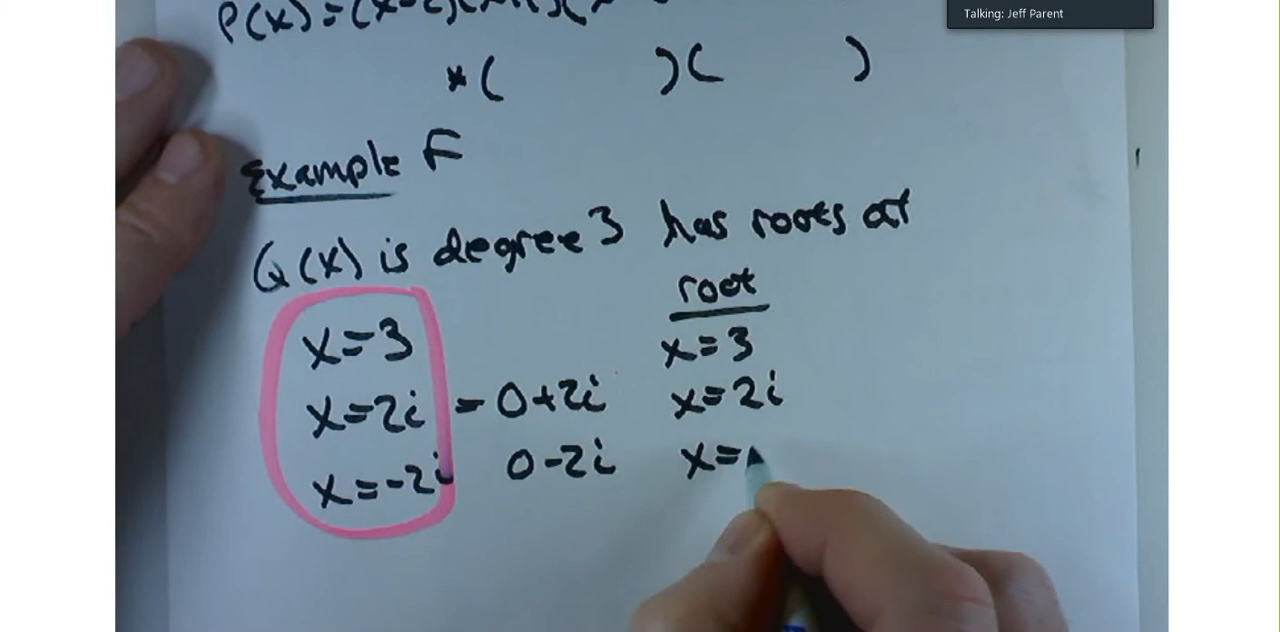 Talking: Jeff Parent
P(x)=(x-2)(x
*( )( )
Example F
Q(x) is degree 3 has roots at
root
x=3 x=3
x=2i = 0+2i x=2i
x=-2i 0-2i x=